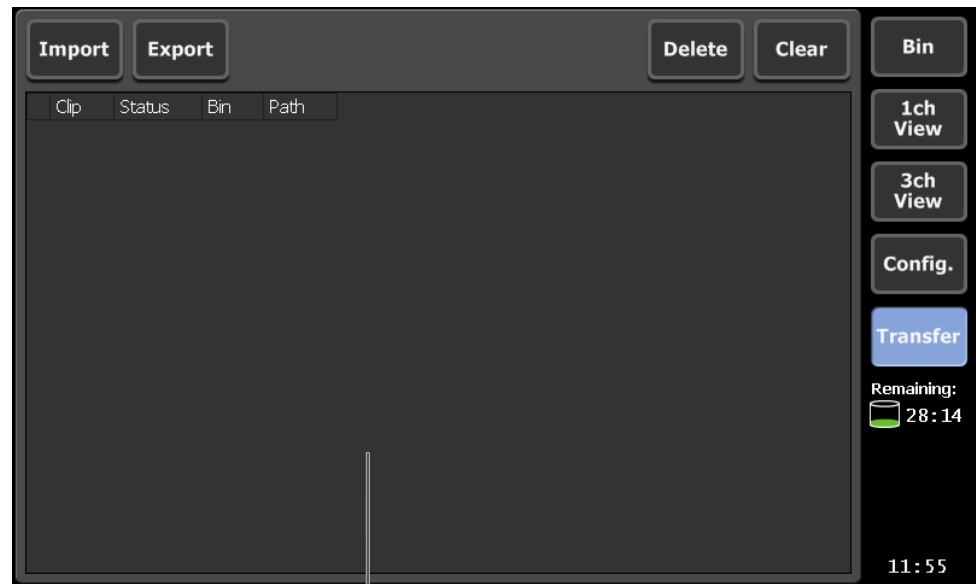 Import Export Delete Clear
Clip Status Bin Path
Bin
1ch
View
3ch
View
Config.
Transfer
Remaining:
28:14
11:55